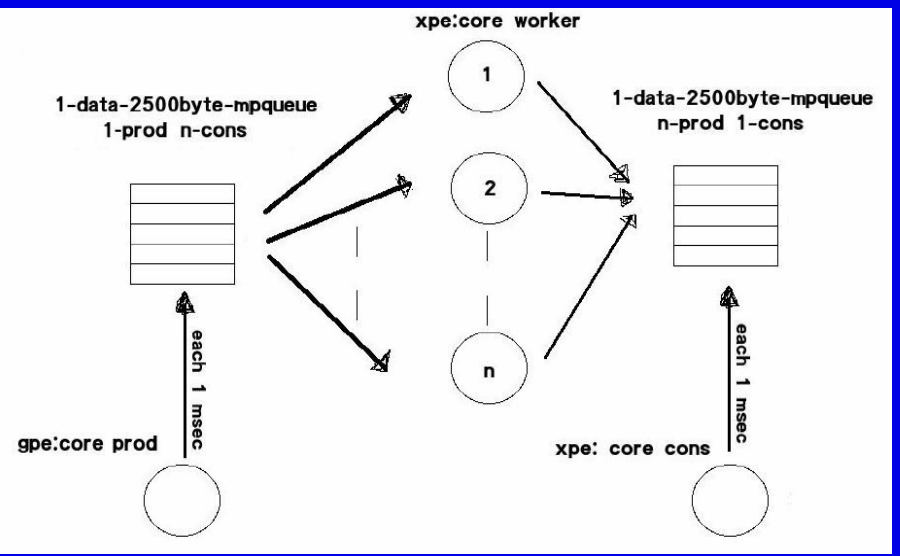 xpe:core worker
1
1-data-2500byte-mpqueue
1-prod n-cons
1-data-2500byte-mpqueue
n-prod 1-cons
2
n
each 1 msec
each 1 msec
gpe:core prod
xpe: core cons